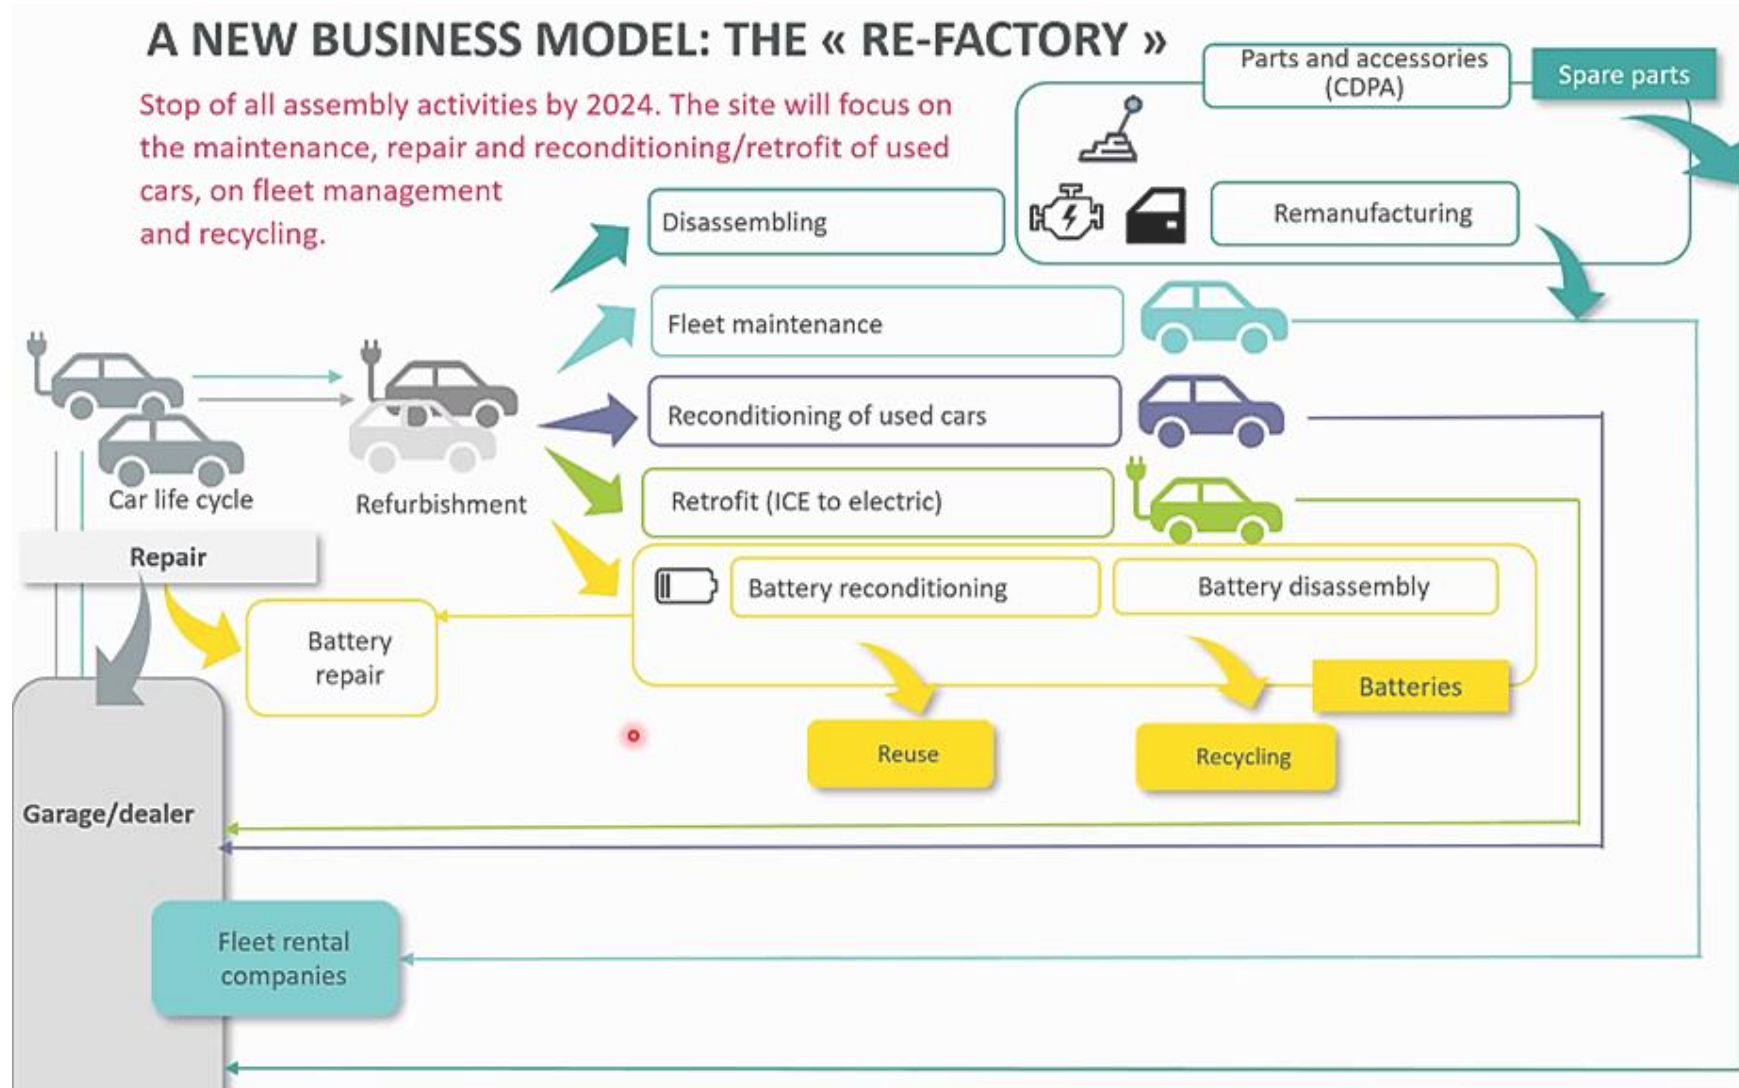 A NEW BUSINESS MODEL: THE « RE-FACTORY »
Stop of all assembly activities by 2024. The site will focus on
the maintenance, repair and reconditioning/retrofit of used
cars, on fleet management
and recycling.
Parts and accessories
(CDPA)
Spare parts
Disassembling
Remanufacturing
Fleet maintenance
Reconditioning of used cars
Car life cycle
Refurbishment
Retrofit (ICE to electric)
Repair
Battery reconditioning
Battery disassembly
Battery
repair
Batteries
Reuse
Recycling
Garage/dealer
Fleet rental
companies